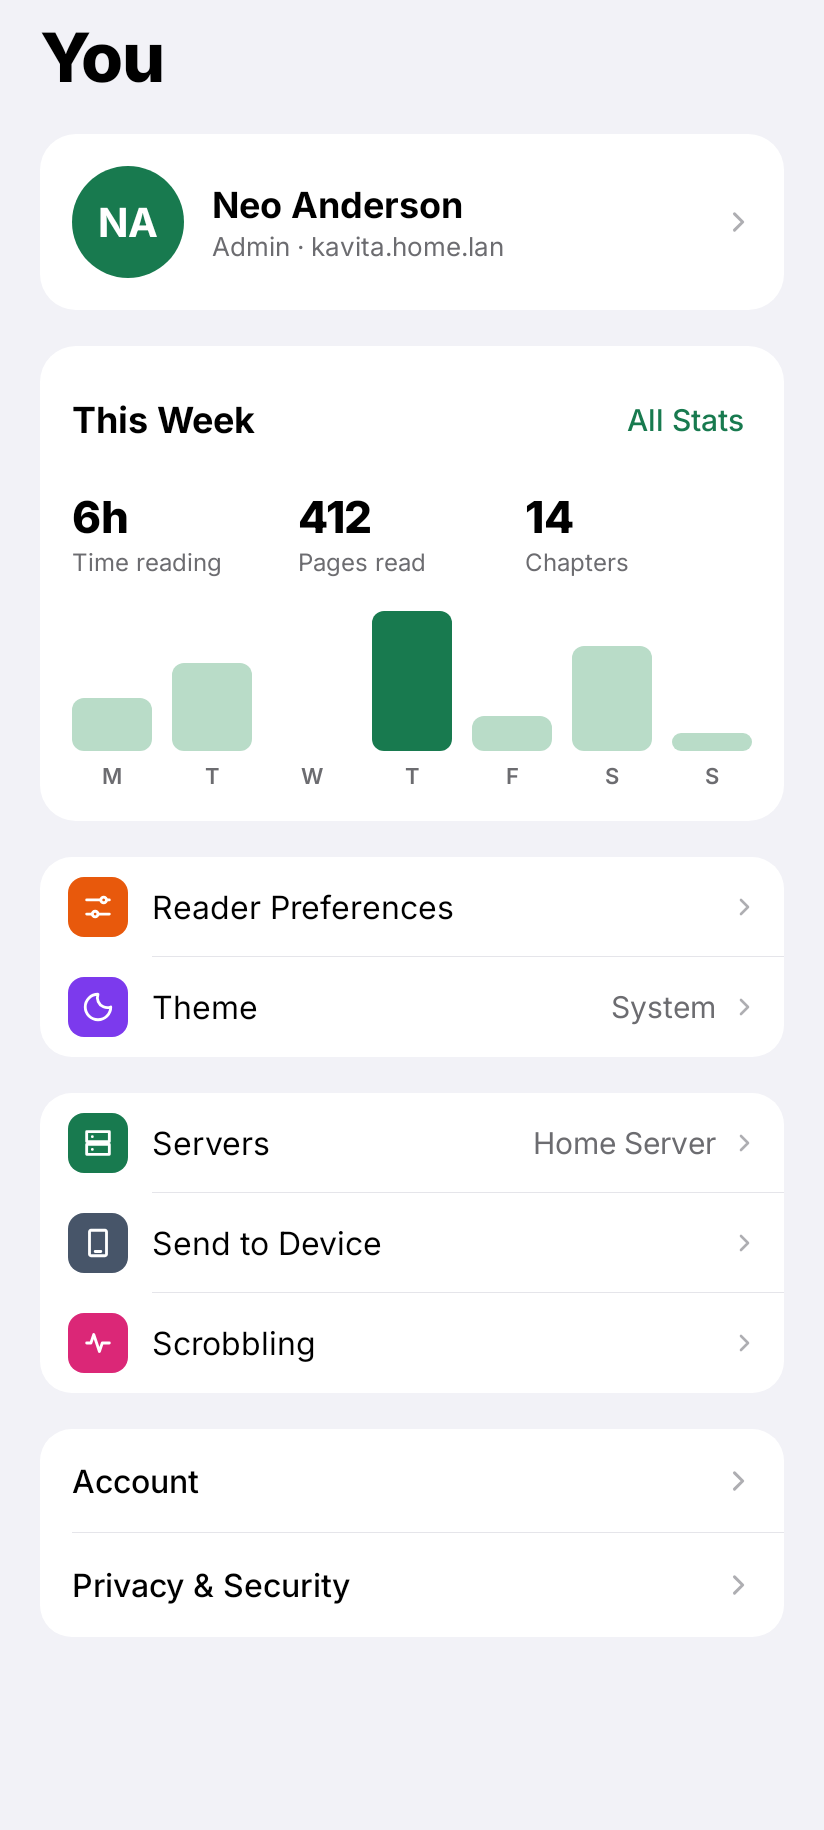 You
NA
Neo Anderson
Admin · kavita.home.lan
This Week
All Stats
6h
412
14
Time reading
Pages read
Chapters
M T W T F S S
Reader Preferences
Theme
System
Servers
Home Server
Send to Device
Scrobbling
Account
Privacy & Security